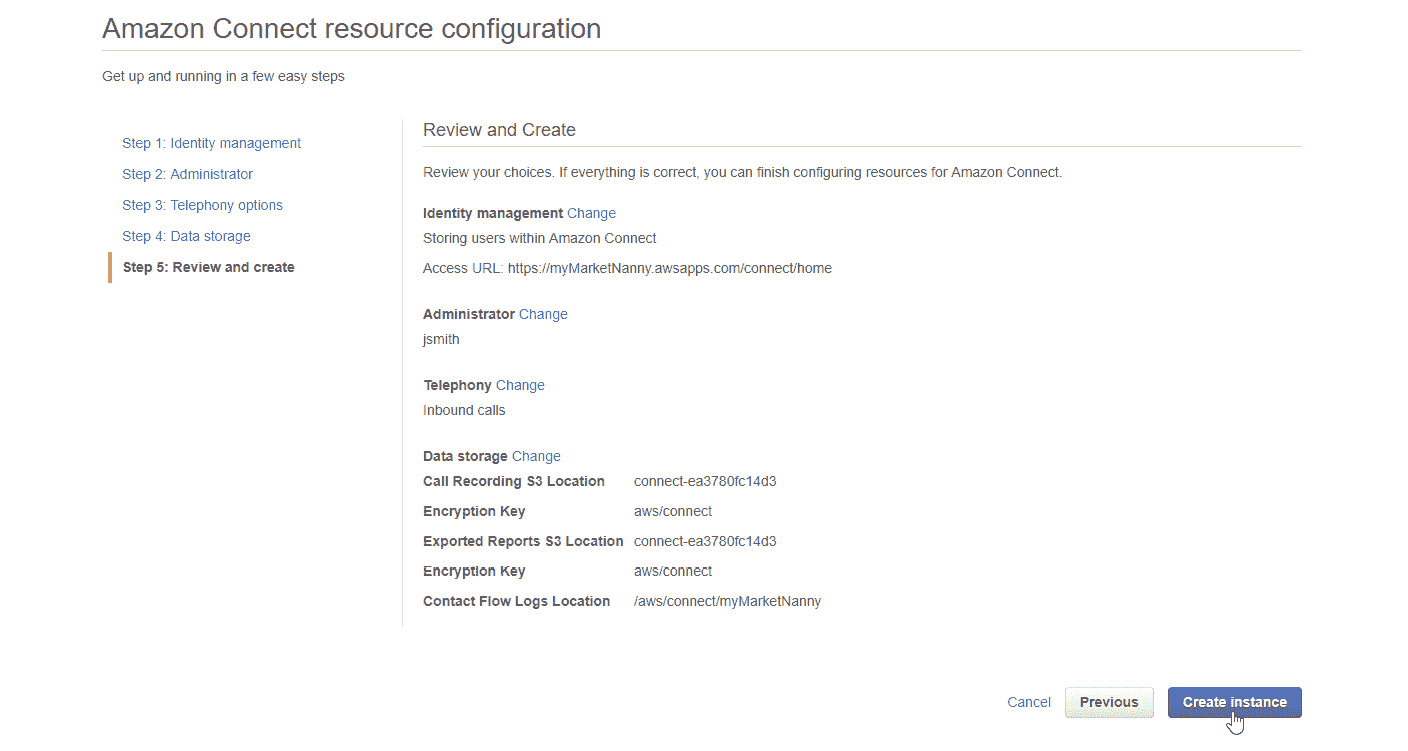 Amazon Connect resource configuration
Get up and running in a few easy steps
Step 1: Identity management
Step 2: Administrator
Step 3: Telephony options
Step 4: Data storage
Step 5: Review and create
Review and Create
Review your choices. If everything is correct, you can finish configuring resources for Amazon Connect.
Identity management Change
Storing users within Amazon Connect
Access URL: https://myMarketNanny.awsapps.com/connect/home
Administrator Change
jsmith
Telephony Change
Inbound calls
Data storage Change
Call Recording S3 Location connect-ea3780fc14d3
Encryption Key aws/connect
Exported Reports S3 Location connect-ea3780fc14d3
Encryption Key aws/connect
Contact Flow Logs Location /aws/connect/myMarketNanny
Cancel Previous Create instance